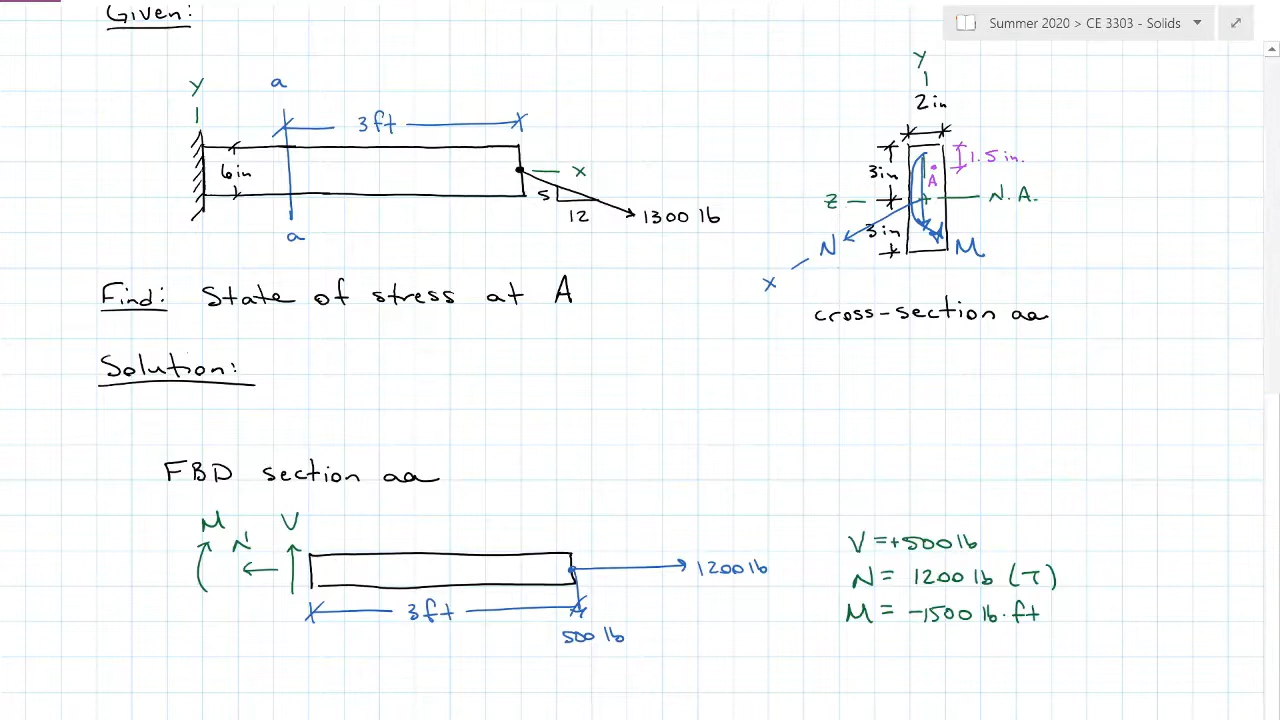 Given:
Summer 2020 > CE 3303 - Solids
y
a
3 ft
6 in
x
5
12
1300 lb
a
y
2 in
3 in
1.5 in.
A
z
N.A.
3 in
N
M
x
cross-section aa
Find: State of stress at A
Solution:
FBD section aa
M
N
V
1200 lb
3 ft
500 lb
V = +500 lb
N = 1200 lb (T)
M = -1500 lb·ft